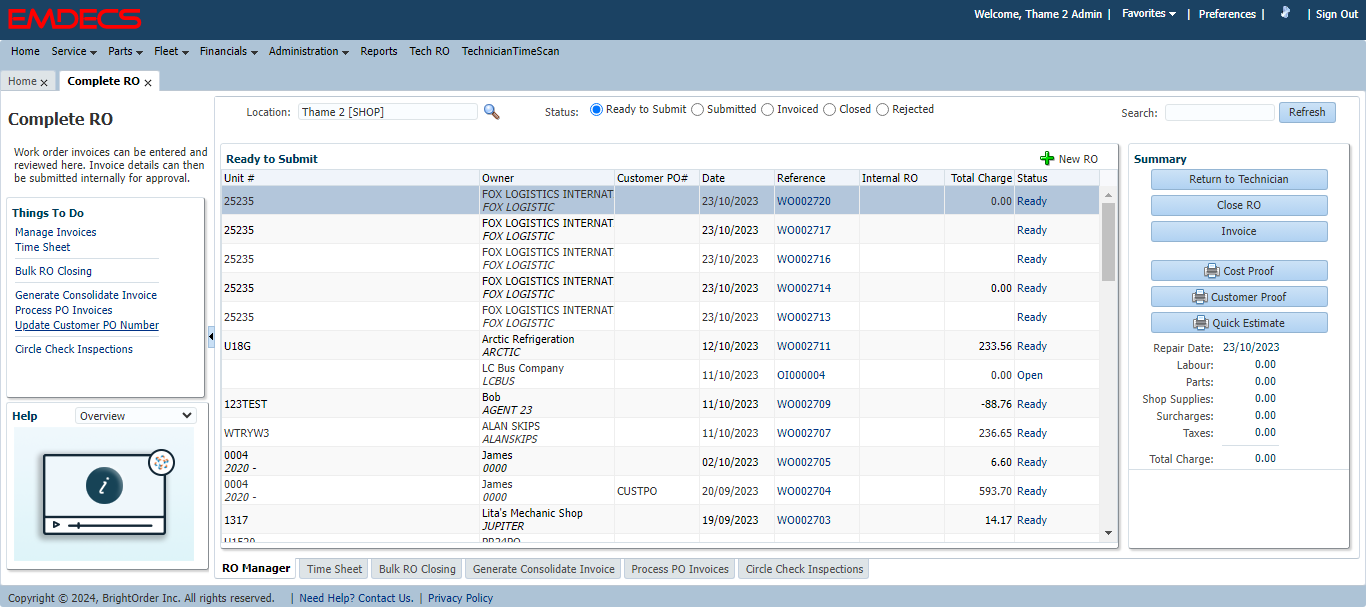 EMDECS
Welcome, Thame 2 Admin | Favorites | Preferences | | Sign Out
Home Service Parts Fleet Financials Administration Reports Tech RO TechnicianTimeScan
Home x Complete RO x
Complete RO
Work order invoices can be entered and
reviewed here. Invoice details can then
be submitted internally for approval.
Things To Do
Manage Invoices
Time Sheet
Bulk RO Closing
Generate Consolidate Invoice
Process PO Invoices
Update Customer PO Number
Circle Check Inspections
Help Overview
i
Location: Thame 2 [SHOP] Status: Ready to Submit Submitted Invoiced Closed Rejected Search: Refresh
Ready to Submit New RO
Unit # Owner Customer PO# Date Reference Internal RO Total Charge Status
25235 FOX LOGISTICS INTERNAT 23/10/2023 WO002720 0.00 Ready
FOX LOGISTIC
25235 FOX LOGISTICS INTERNAT 23/10/2023 WO002717 Ready
FOX LOGISTIC
25235 FOX LOGISTICS INTERNAT 23/10/2023 WO002716 Ready
FOX LOGISTIC
25235 FOX LOGISTICS INTERNAT 23/10/2023 WO002714 0.00 Ready
FOX LOGISTIC
25235 FOX LOGISTICS INTERNAT 23/10/2023 WO002713 Ready
FOX LOGISTIC
U18G Arctic Refrigeration 12/10/2023 WO002711 233.56 Ready
ARCTIC
LC Bus Company 11/10/2023 OI000004 0.00 Open
LCBUS
123TEST Bob 11/10/2023 WO002709 -88.76 Ready
AGENT 23
WTRYW3 ALAN SKIPS 11/10/2023 WO002707 236.65 Ready
ALANSKIPS
0004 James 02/10/2023 WO002705 6.60 Ready
2020 - 0000
0004 James CUSTPO 20/09/2023 WO002704 593.70 Ready
2020 - 0000
1317 Lita's Mechanic Shop 19/09/2023 WO002703 14.17 Ready
JUPITER
Summary
Return to Technician
Close RO
Invoice
Cost Proof
Customer Proof
Quick Estimate
Repair Date: 23/10/2023
Labour: 0.00
Parts: 0.00
Shop Supplies: 0.00
Surcharges: 0.00
Taxes: 0.00
Total Charge: 0.00
RO Manager Time Sheet Bulk RO Closing Generate Consolidate Invoice Process PO Invoices Circle Check Inspections
Copyright © 2024, BrightOrder Inc. All rights reserved. | Need Help? Contact Us. | Privacy Policy